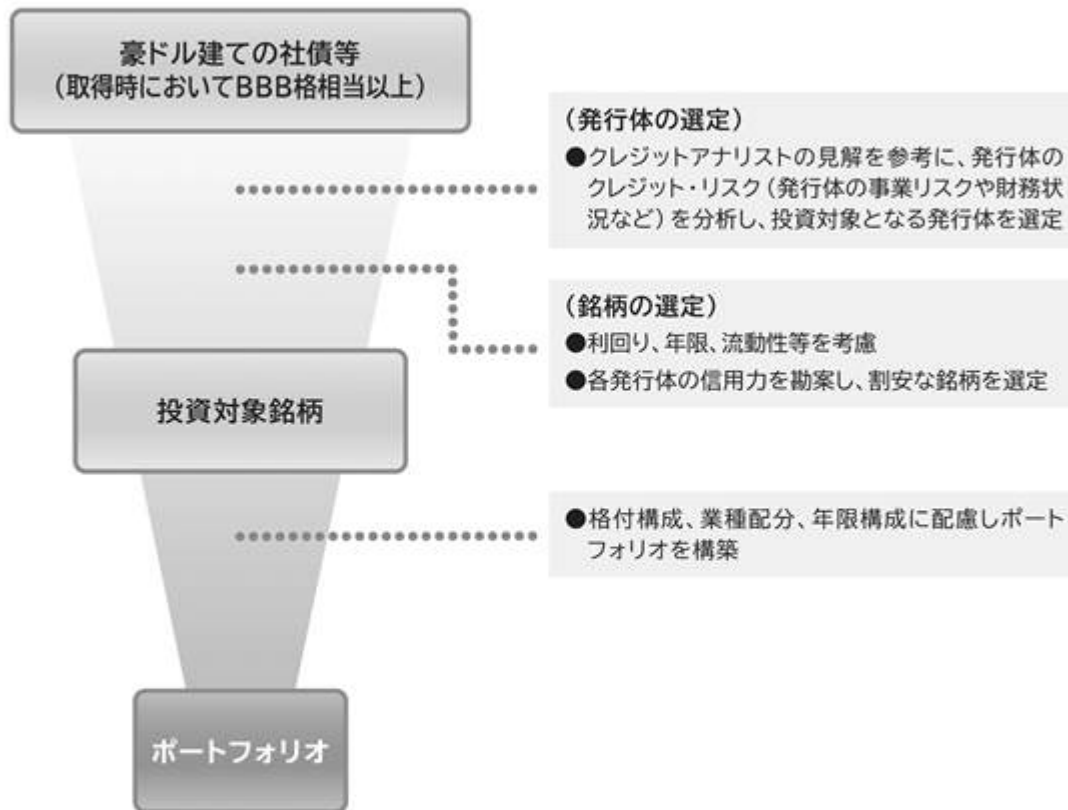 豪ドル建ての社債等
(取得時においてBBB格相当以上)
(発行体の選定)
●クレジットアナリストの見解を参考に、発行体の
クレジット・リスク(発行体の事業リスクや財務状
況など)を分析し、投資対象となる発行体を選定
(銘柄の選定)
●利回り、年限、流動性等を考慮
●各発行体の信用力を勘案し、割安な銘柄を選定
投資対象銘柄
●格付構成、業種配分、年限構成に配慮しポート
フォリオを構築
ポートフォリオ